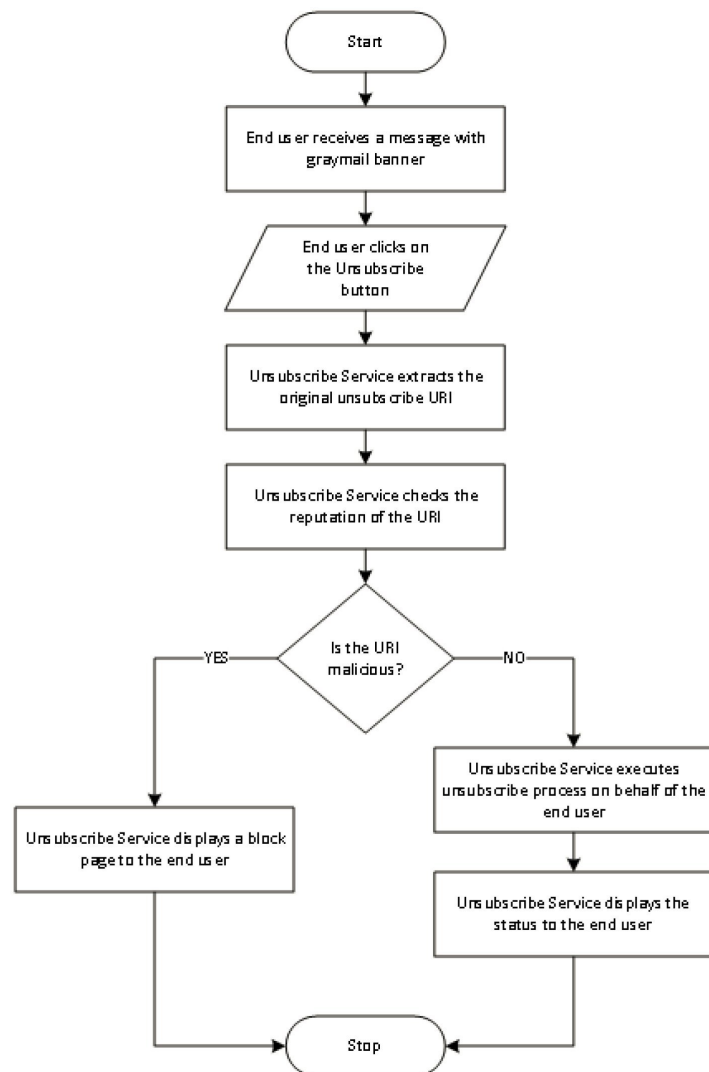 Start
End user receives a message with
graymail banner
End user clicks on
the Unsubscribe
button
Unsubscribe Service extracts the
original unsubscribe URI
Unsubscribe Service checks the
reputation of the URI
Is the URI
malicious?
YES
NO
Unsubscribe Service executes
unsubscribe process on behalf of the
end user
Unsubscribe Service displays a block
page to the end user
Unsubscribe Service displays the
status to the end user
Stop